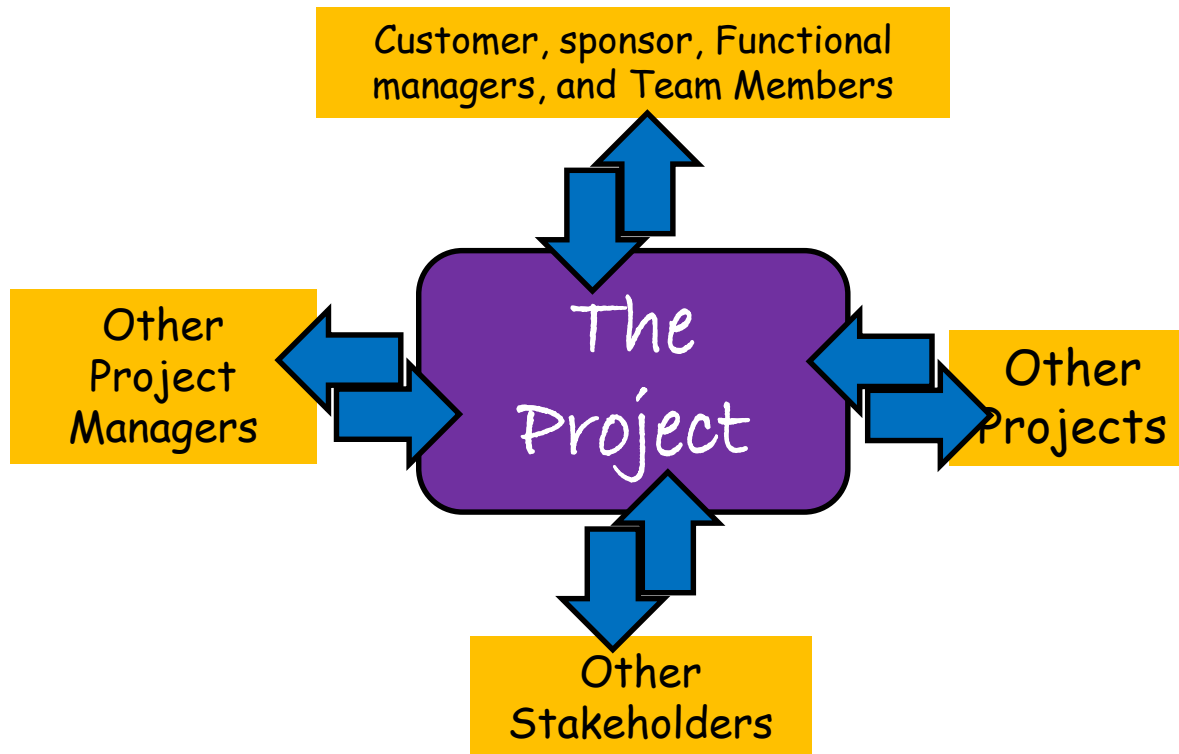 Customer, sponsor, Functional
managers, and Team Members
Other
Project
Managers
The
Project
Other
Projects
Other
Stakeholders